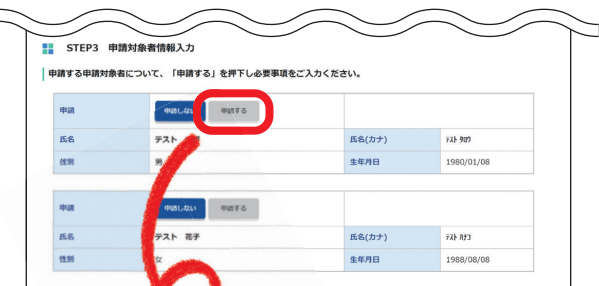 STEP3 申請対象者情報入力
申請する申請対象者について、「申請する」を押下し必要事項をご入力ください。
申請 申請しない 申請する
氏名 テスト 氏名(カナ) ﾃｽﾄ ﾀﾛｳ
性別 男 生年月日 1980/01/08
申請 申請しない 申請する
氏名 テスト 花子 氏名(カナ) ﾃｽﾄ ﾊﾅｺ
性別 女 生年月日 1988/08/08